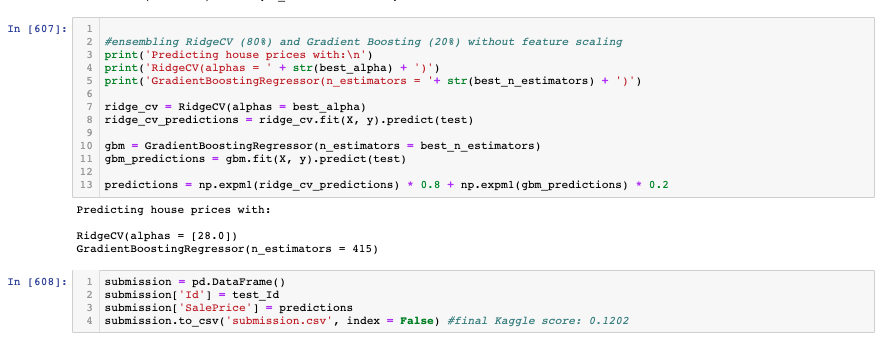 In [607]:
1
2 #ensembling RidgeCV (80%) and Gradient Boosting (20%) without feature scaling
3 print('Predicting house prices with:\n')
4 print('RidgeCV(alphas = ' + str(best_alpha) + ')')
5 print('GradientBoostingRegressor(n_estimators = '+ str(best_n_estimators) + ')')
6
7 ridge_cv = RidgeCV(alphas = best_alpha)
8 ridge_cv_predictions = ridge_cv.fit(X, y).predict(test)
9
10 gbm = GradientBoostingRegressor(n_estimators = best_n_estimators)
11 gbm_predictions = gbm.fit(X, y).predict(test)
12
13 predictions = np.expm1(ridge_cv_predictions) * 0.8 + np.expm1(gbm_predictions) * 0.2
Predicting house prices with:
RidgeCV(alphas = [28.0])
GradientBoostingRegressor(n_estimators = 415)
In [608]:
1 submission = pd.DataFrame()
2 submission['Id'] = test_Id
3 submission['SalePrice'] = predictions
4 submission.to_csv('submission.csv', index = False) #final Kaggle score: 0.1202